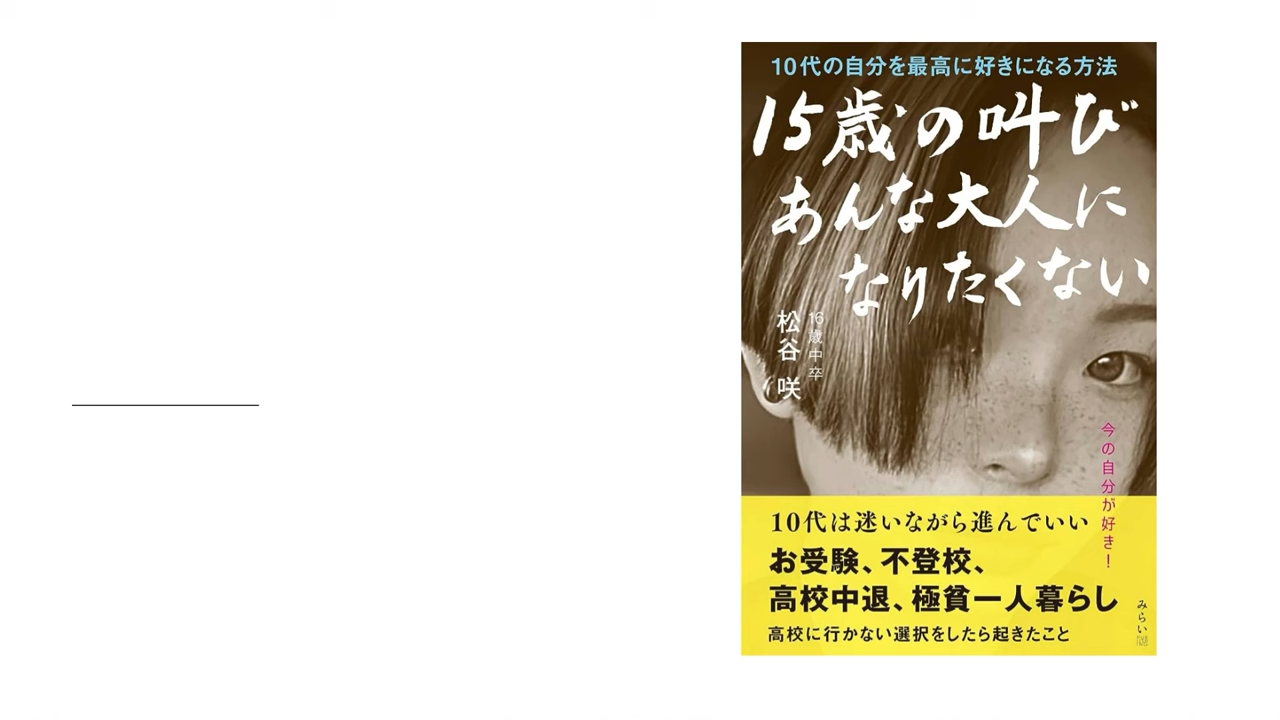 10代の自分を最高に好きになる方法
15歳の叫び
あんな大人に
なりたくない
16歳中卒
松谷 咲
今の自分が好き！
10代は迷いながら進んでいい
お受験、不登校、
高校中退、極貧一人暮らし
高校に行かない選択をしたら起きたこと
みらい